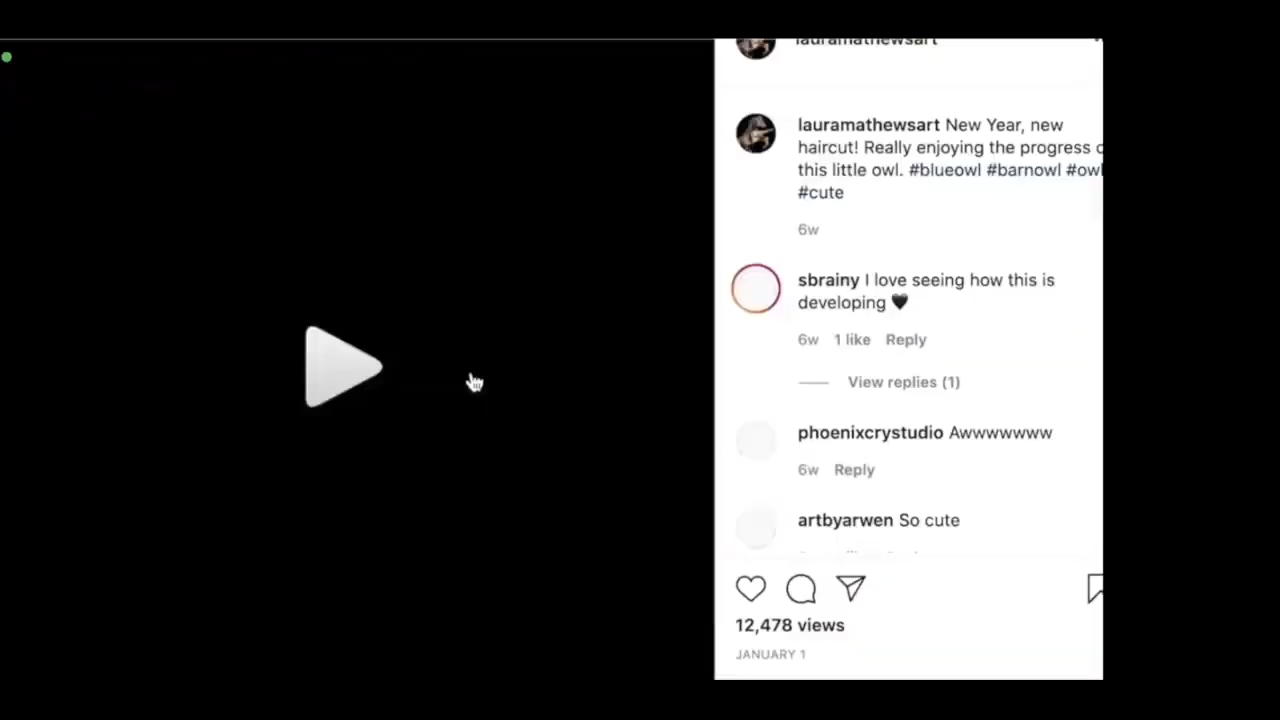 lauramathewsart
lauramathewsart New Year, new
haircut! Really enjoying the progress
this little owl. #blueowl #barnowl #owl
#cute
6w
sbrainy I love seeing how this is
developing 🖤
6w 1 like Reply
View replies (1)
phoenixcrystudio Awwwwwww
6w Reply
artbyarwen So cute
12,478 views
JANUARY 1